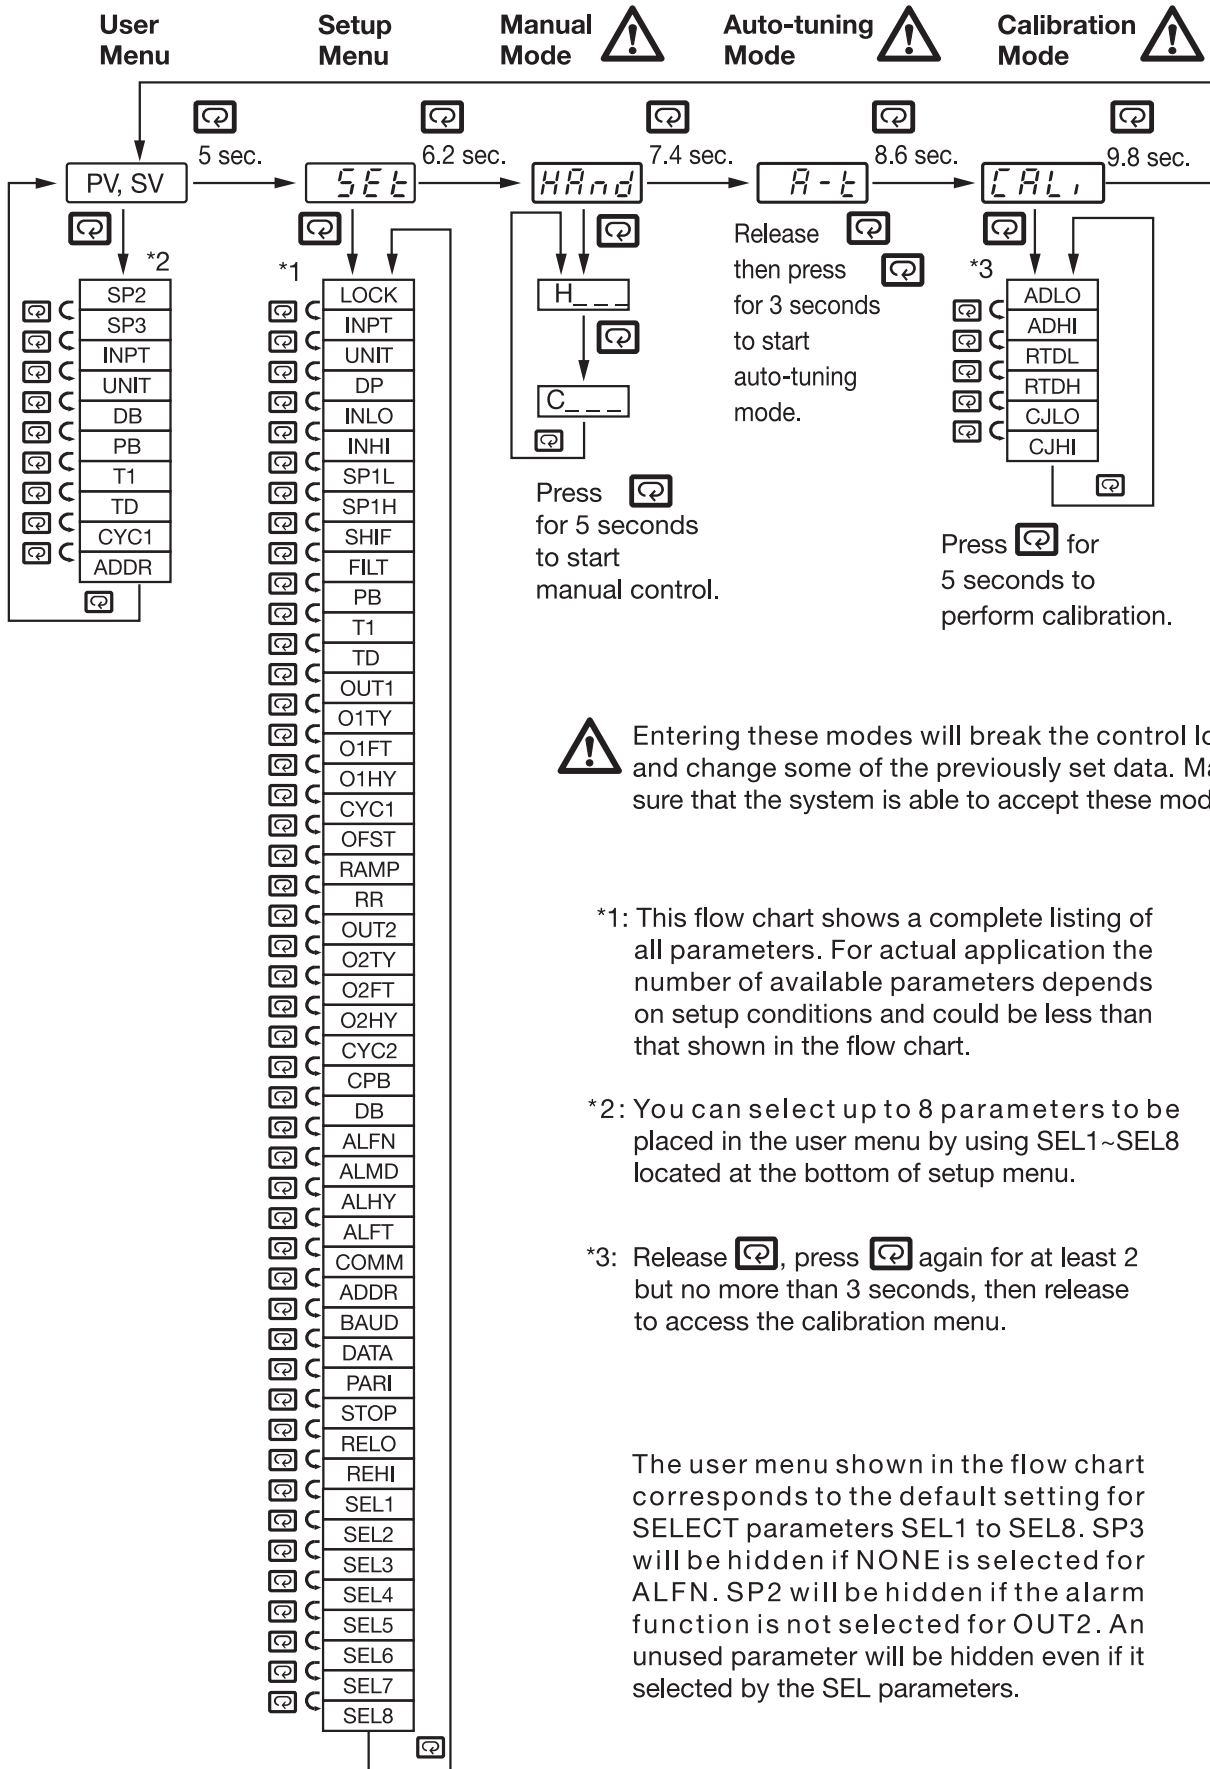 User Menu
Setup Menu
Manual Mode
Auto-tuning Mode
Calibration Mode
5 sec.
6.2 sec.
7.4 sec.
8.6 sec.
9.8 sec.
PV, SV
SEt
HAnd
A-t
CALi
*2
SP2
SP3
INPT
UNIT
DB
PB
T1
TD
CYC1
ADDR
*1
LOCK
INPT
UNIT
DP
INLO
INHI
SP1L
SP1H
SHIF
FILT
PB
T1
TD
OUT1
O1TY
O1FT
O1HY
CYC1
OFST
RAMP
RR
OUT2
O2TY
O2FT
O2HY
CYC2
CPB
DB
ALFN
ALMD
ALHY
ALFT
COMM
ADDR
BAUD
DATA
PARI
STOP
RELO
REHI
SEL1
SEL2
SEL3
SEL4
SEL5
SEL6
SEL7
SEL8
H_ _ _
C_ _ _
Press
for 5 seconds
to start
manual control.
Release
then press
for 3 seconds
to start
auto-tuning
mode.
*3
ADLO
ADHI
RTDL
RTDH
CJLO
CJHI
Press for
5 seconds to
perform calibration.
Entering these modes will break the control lo
and change some of the previously set data. Ma
sure that the system is able to accept these mod
*1: This flow chart shows a complete listing of
all parameters. For actual application the
number of available parameters depends
on setup conditions and could be less than
that shown in the flow chart.
*2: You can select up to 8 parameters to be
placed in the user menu by using SEL1~SEL8
located at the bottom of setup menu.
*3: Release , press again for at least 2
but no more than 3 seconds, then release
to access the calibration menu.
The user menu shown in the flow chart
corresponds to the default setting for
SELECT parameters SEL1 to SEL8. SP3
will be hidden if NONE is selected for
ALFN. SP2 will be hidden if the alarm
function is not selected for OUT2. An
unused parameter will be hidden even if it
selected by the SEL parameters.